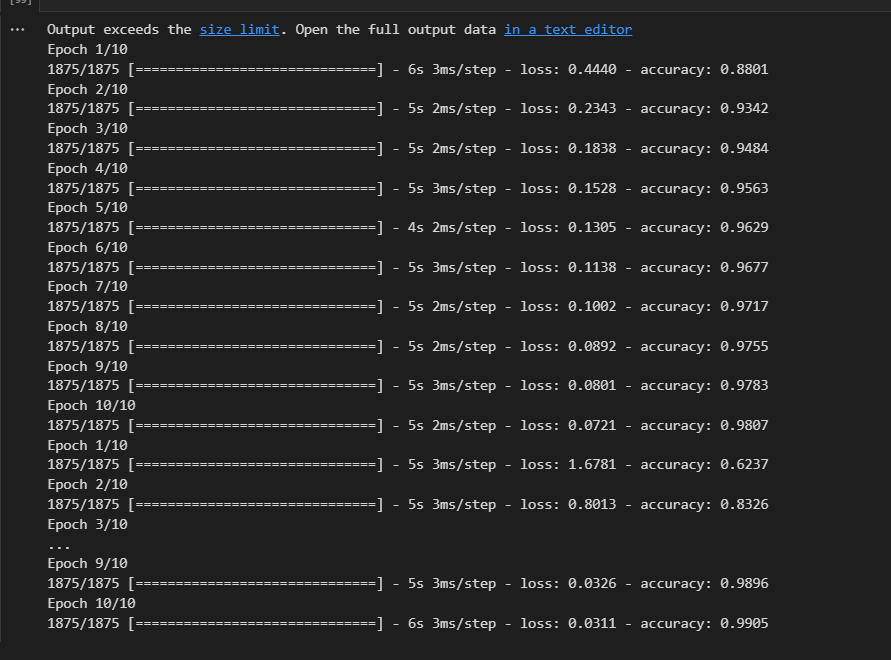 [99]
... Output exceeds the size limit. Open the full output data in a text editor
Epoch 1/10
1875/1875 [==============================] - 6s 3ms/step - loss: 0.4440 - accuracy: 0.8801
Epoch 2/10
1875/1875 [==============================] - 5s 2ms/step - loss: 0.2343 - accuracy: 0.9342
Epoch 3/10
1875/1875 [==============================] - 5s 2ms/step - loss: 0.1838 - accuracy: 0.9484
Epoch 4/10
1875/1875 [==============================] - 5s 3ms/step - loss: 0.1528 - accuracy: 0.9563
Epoch 5/10
1875/1875 [==============================] - 4s 2ms/step - loss: 0.1305 - accuracy: 0.9629
Epoch 6/10
1875/1875 [==============================] - 5s 3ms/step - loss: 0.1138 - accuracy: 0.9677
Epoch 7/10
1875/1875 [==============================] - 5s 2ms/step - loss: 0.1002 - accuracy: 0.9717
Epoch 8/10
1875/1875 [==============================] - 5s 2ms/step - loss: 0.0892 - accuracy: 0.9755
Epoch 9/10
1875/1875 [==============================] - 5s 3ms/step - loss: 0.0801 - accuracy: 0.9783
Epoch 10/10
1875/1875 [==============================] - 5s 2ms/step - loss: 0.0721 - accuracy: 0.9807
Epoch 1/10
1875/1875 [==============================] - 5s 3ms/step - loss: 1.6781 - accuracy: 0.6237
Epoch 2/10
1875/1875 [==============================] - 5s 3ms/step - loss: 0.8013 - accuracy: 0.8326
Epoch 3/10
...
Epoch 9/10
1875/1875 [==============================] - 5s 3ms/step - loss: 0.0326 - accuracy: 0.9896
Epoch 10/10
1875/1875 [==============================] - 6s 3ms/step - loss: 0.0311 - accuracy: 0.9905